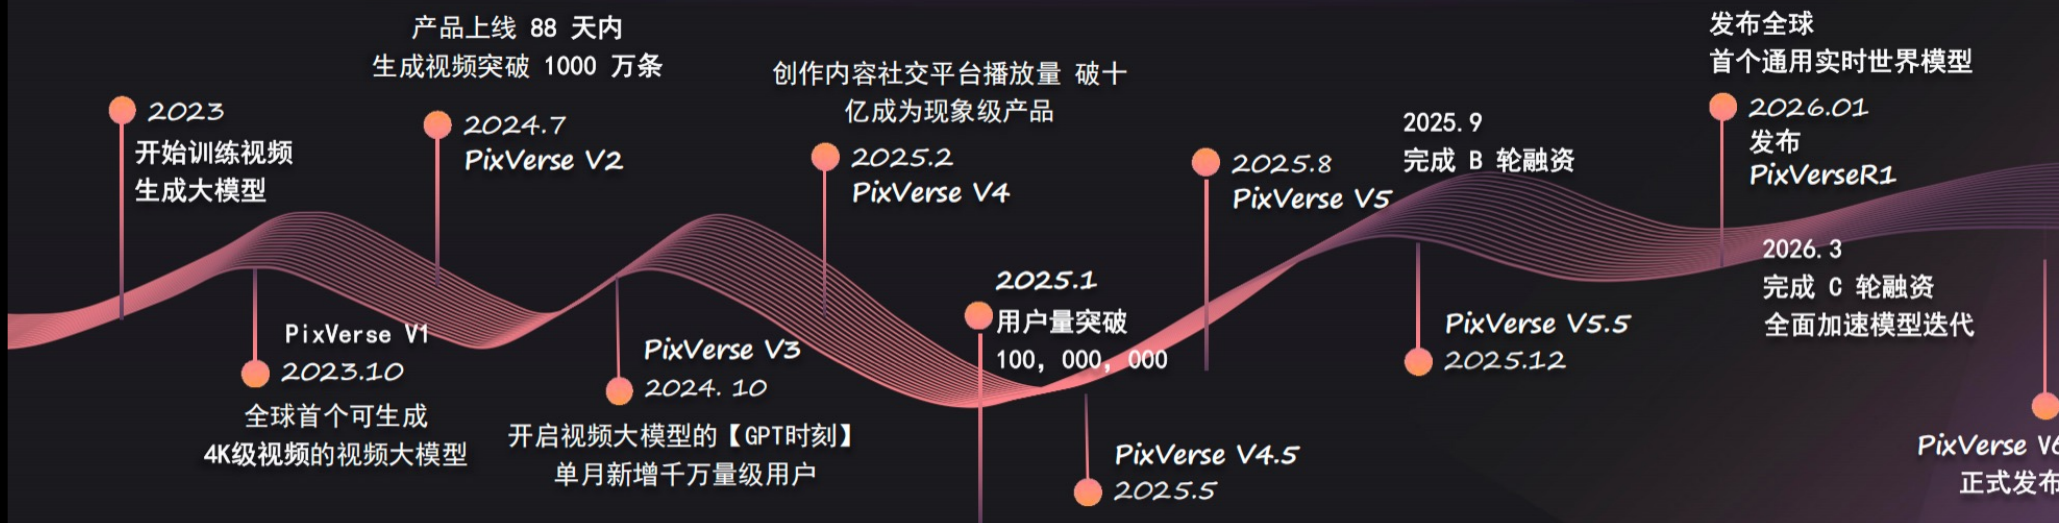 2023
开始训练视频
生成大模型
PixVerse V1
2023.10
全球首个可生成
4K级视频的视频大模型
产品上线 88 天内
生成视频突破 1000 万条
2024.7
PixVerse V2
PixVerse V3
2024. 10
开启视频大模型的【GPT时刻】
单月新增千万量级用户
创作内容社交平台播放量 破十
亿成为现象级产品
2025.2
PixVerse V4
2025.1
用户量突破
100, 000, 000
PixVerse V4.5
2025.5
2025.8
PixVerse V5
2025.9
完成 B 轮融资
PixVerse V5.5
2025.12
发布全球
首个通用实时世界模型
2026.01
发布
PixVerseR1
2026.3
完成 C 轮融资
全面加速模型迭代
PixVerse V6
正式发布